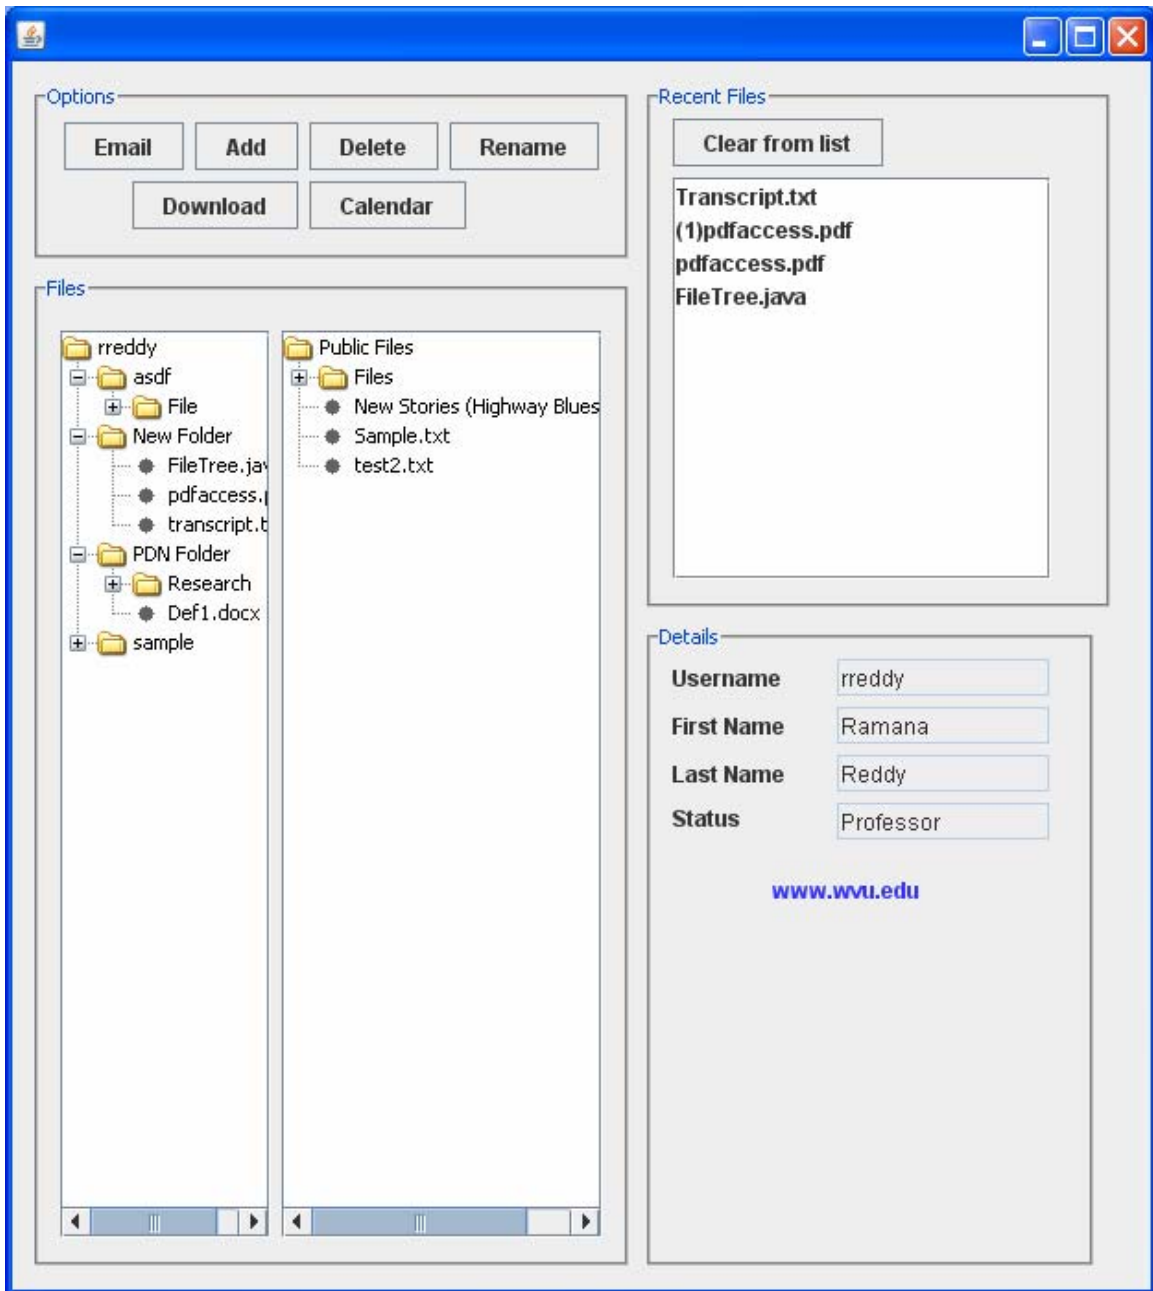 Options
Email Add Delete Rename
Download Calendar
Files
rreddy
asdf
File
New Folder
FileTree.jav
pdfaccess.p
transcript.t
PDN Folder
Research
Def1.docx
sample
Public Files
Files
New Stories (Highway Blues
Sample.txt
test2.txt
Recent Files
Clear from list
Transcript.txt
(1)pdfaccess.pdf
pdfaccess.pdf
FileTree.java
Details
Username rreddy
First Name Ramana
Last Name Reddy
Status Professor
www.wvu.edu